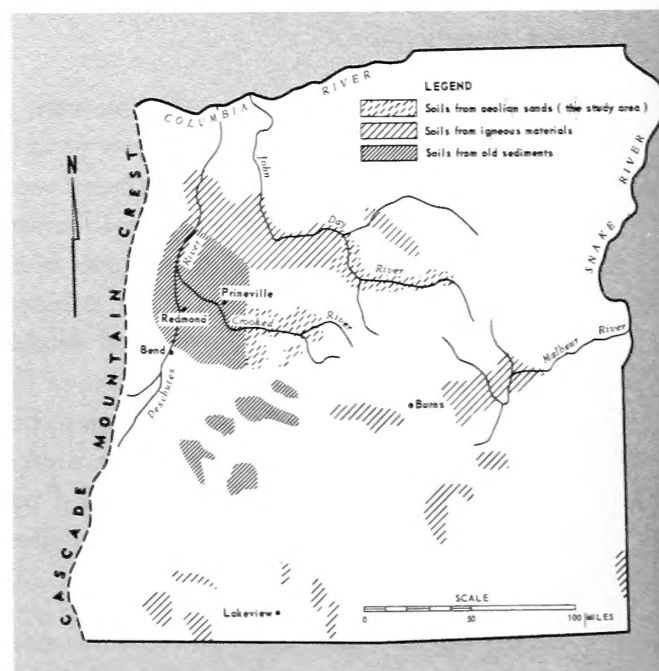 LEGEND
Soils from aeolian sands ( the study area )
Soils from igneous materials
Soils from old sediments
COLUMBIA RIVER
SNAKE RIVER
N
CASCADE MOUNTAIN CREST
John Day River
River
Prineville
Redmond
Crooked River
Bend
Deschutes
Burns
Malheur River
Lakeview
SCALE
0 50 100 MILES